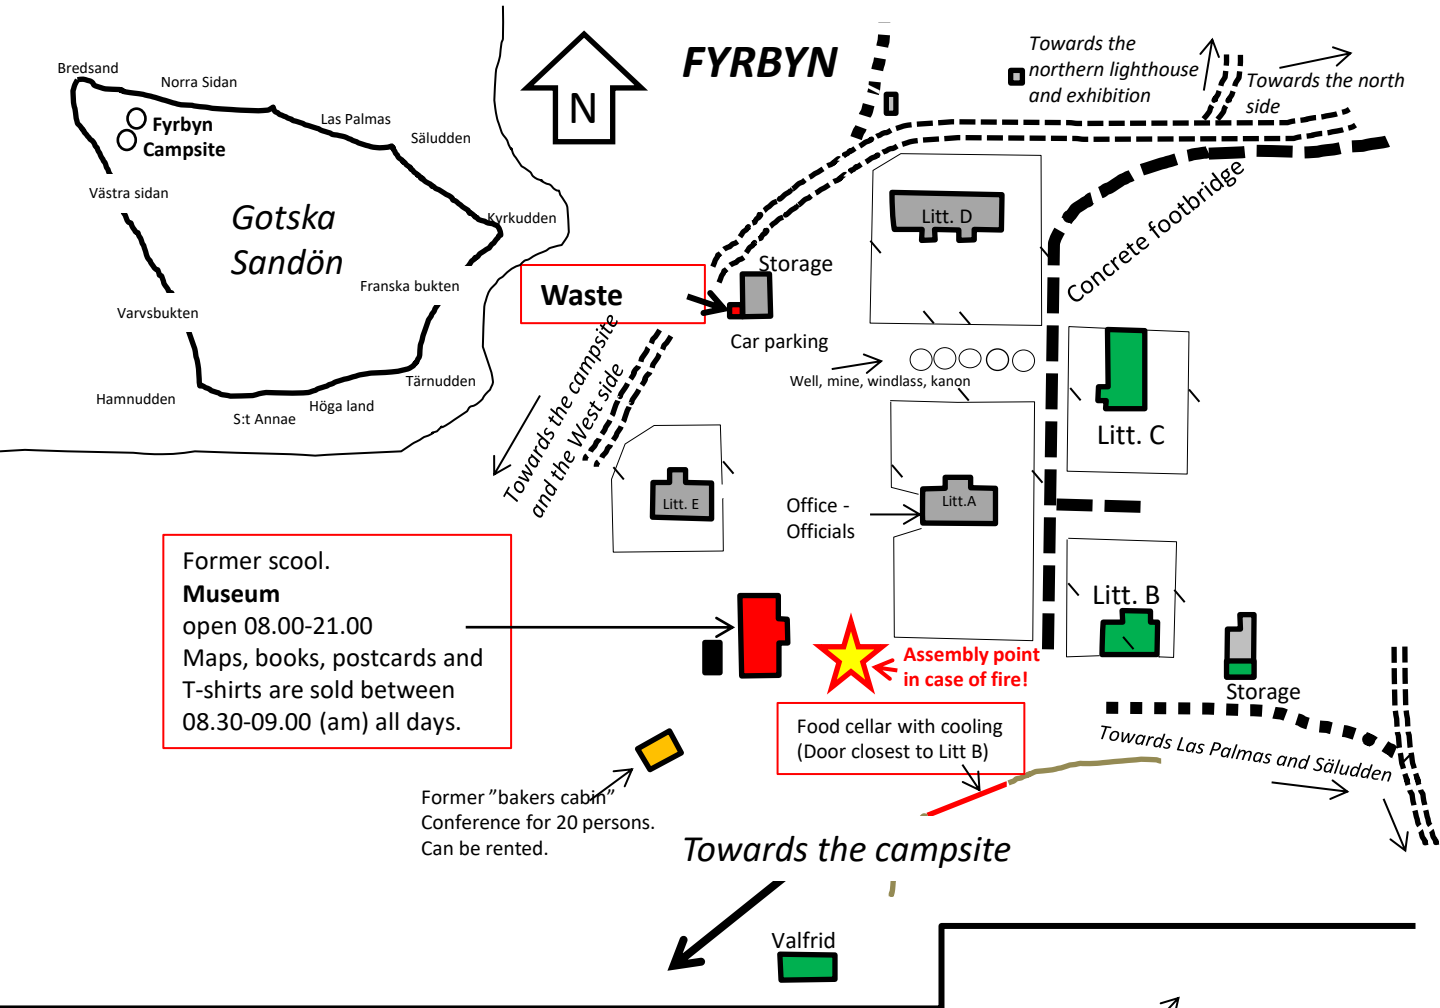 FYRBYN
N
Bredsand
Norra Sidan
Las Palmas
Säludden
Fyrbyn
Campsite
Västra sidan
Gotska
Sandön
Kyrkudden
Franska bukten
Varvsbukten
Tärnudden
Hamnudden
Höga land
S:t Annae
Towards the
northern lighthouse
and exhibition
Towards the north
side
Concrete footbridge
Litt. D
Storage
Waste
Car parking
Well, mine, windlass, kanon
Towards the campsite
and the West side
Litt. C
Litt. E
Litt.A
Office -
Officials
Litt. B
Former scool.
Museum
open 08.00-21.00
Maps, books, postcards and
T-shirts are sold between
08.30-09.00 (am) all days.
Assembly point
in case of fire!
Storage
Food cellar with cooling
(Door closest to Litt B)
Towards Las Palmas and Säludden
Former ”bakers cabin”
Conference for 20 persons.
Can be rented.
Towards the campsite
Valfrid